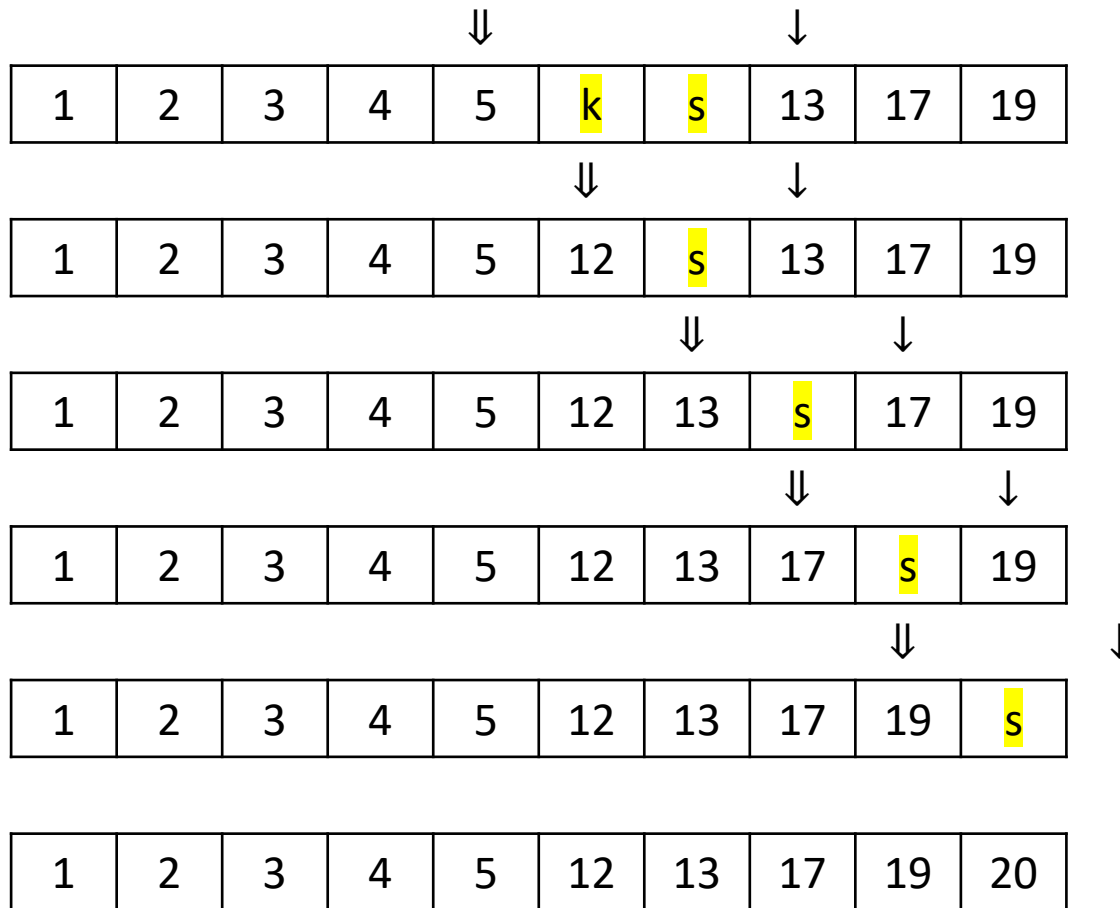 ⇓ ↓
1 2 3 4 5 k s 13 17 19
⇓ ↓
1 2 3 4 5 12 s 13 17 19
⇓ ↓
1 2 3 4 5 12 13 s 17 19
⇓ ↓
1 2 3 4 5 12 13 17 s 19
⇓ ↓
1 2 3 4 5 12 13 17 19 s
1 2 3 4 5 12 13 17 19 20